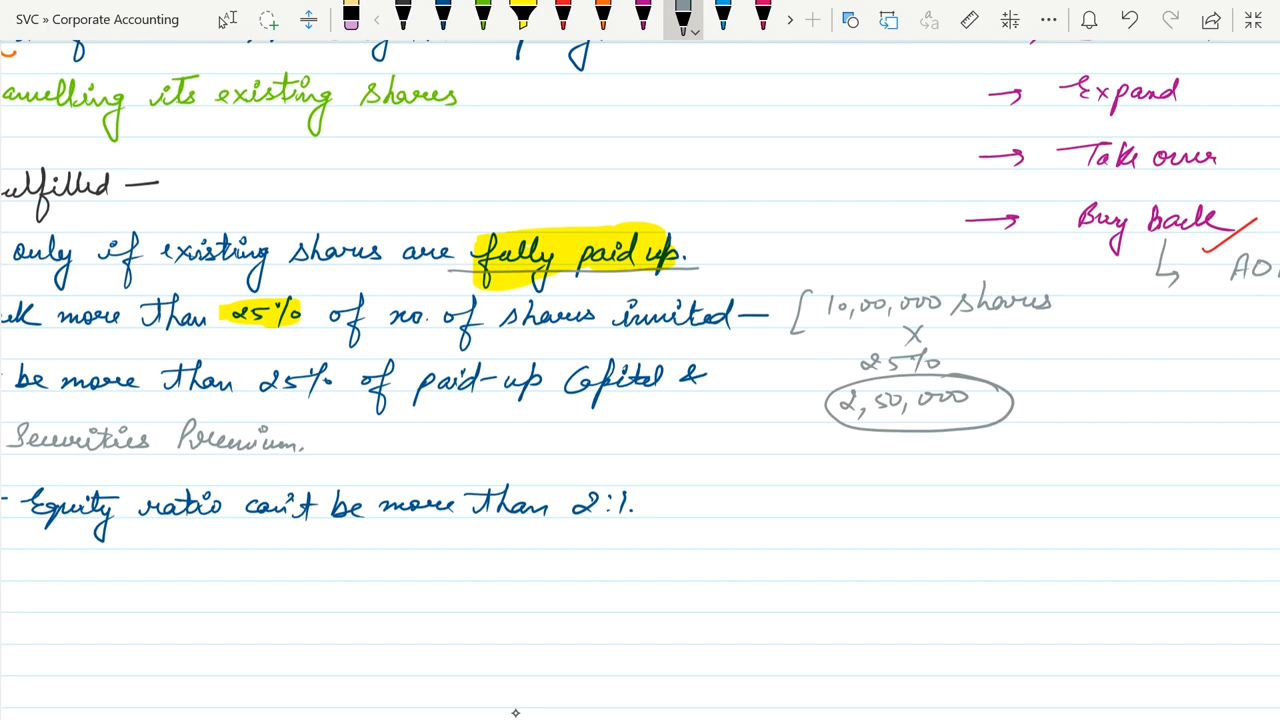 SVC » Corporate Accounting
amelling its existing shares
→ Expand
→ Take over
ulfilled —
→ Buy back
only if existing shares are fully paid up.
↳ AO
more than 25% of no. of shares invited — [ 10,00,000 shares
×
25%
2,50,000
be more than 25% of paid-up Capital &
Securities Premium.
- Equity ratio can't be more than 2:1.